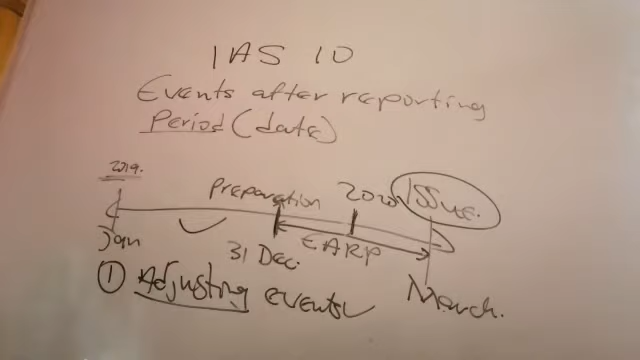 IAS 10
Events after reporting
Period (date)
2019.
Preparation 2020 Issue.
Jan 31 Dec. EARP
① Adjusting events March.